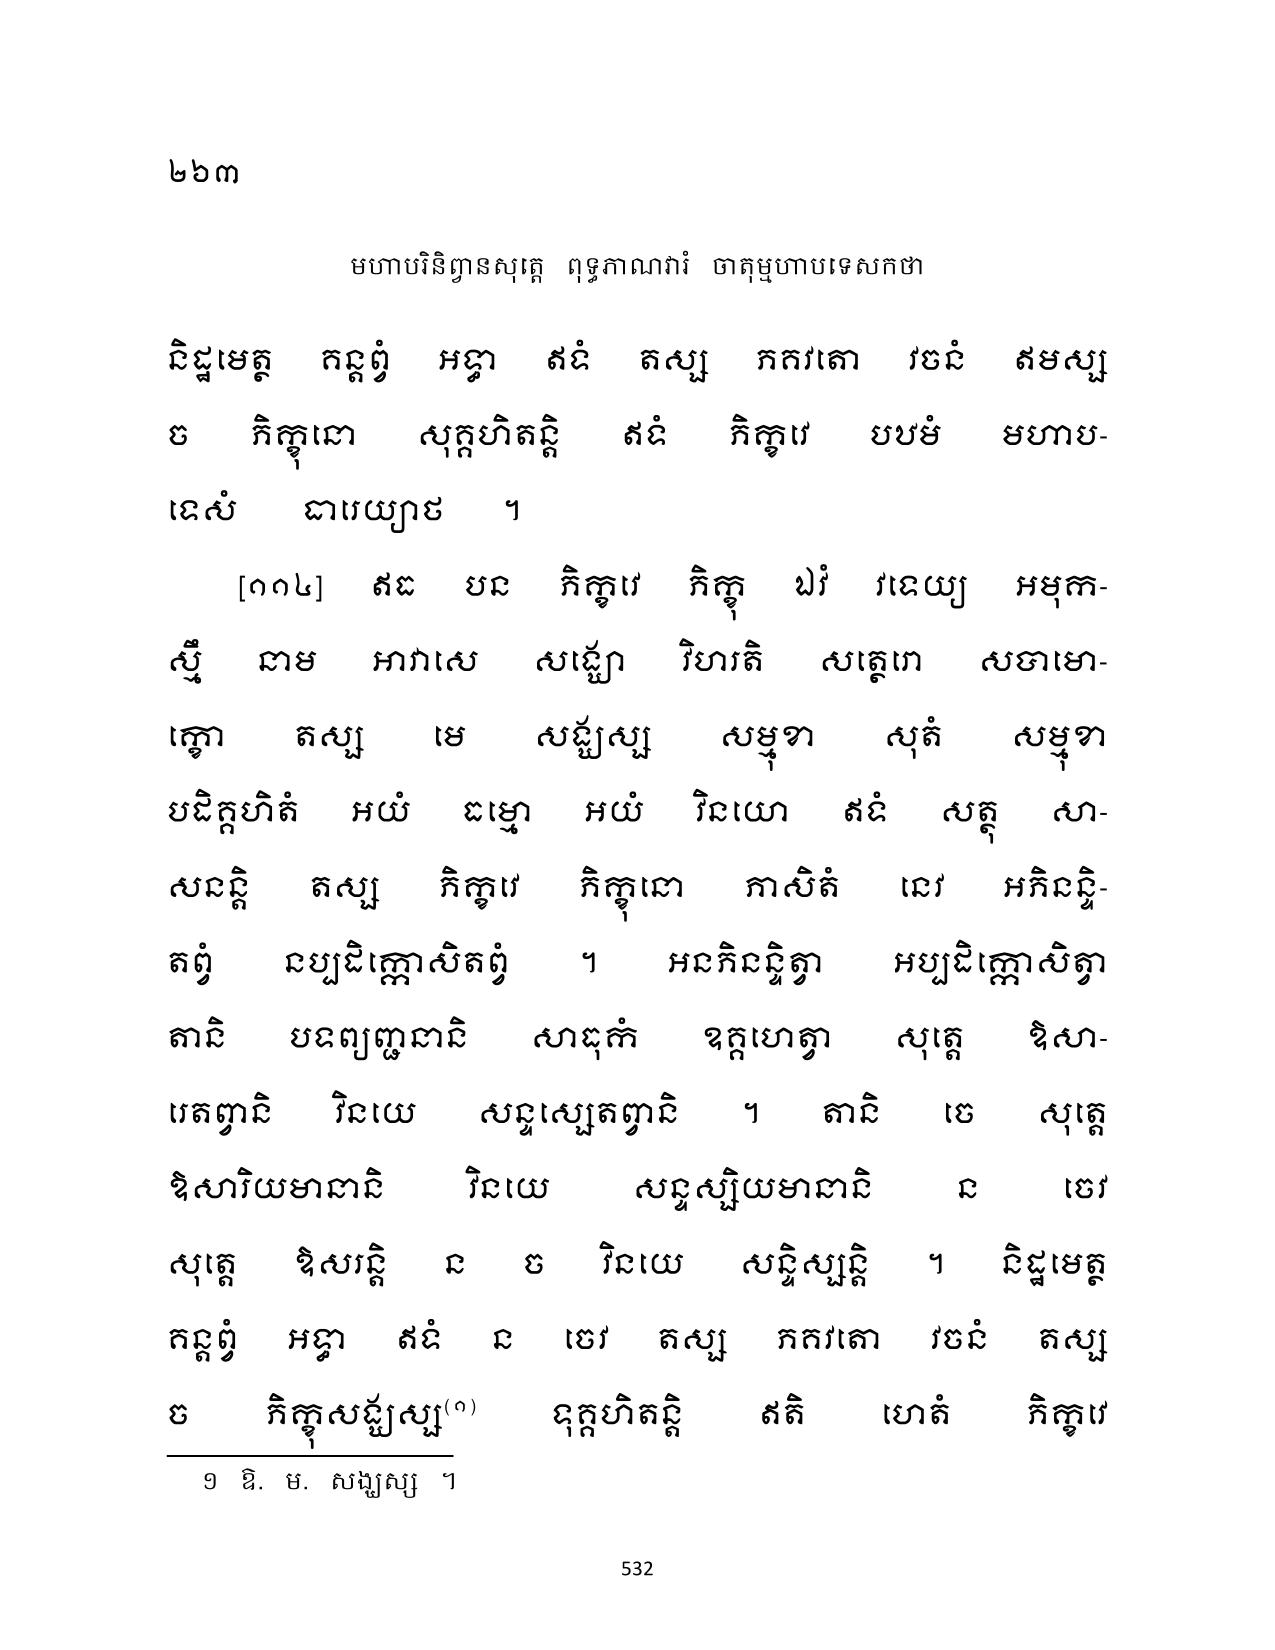 ២៦៣
មហាបរិនិព្វានសុត្តេ ពុទ្ធភាណវារំ ចាតុម្មហាបទេសកថា
និដ្ឋមេត្ថ គន្តព្វំ អទ្ធា ឥទំ តស្ស ភគវតោ វចនំ ឥមស្ស
ច ភិក្ខុនោ សុគ្គហិតន្តិ ឥទំ ភិក្ខវេ បឋមំ មហាប-
ទេសំ ធារេយ្យាថ ។
[១១៤] ឥធ បន ភិក្ខវេ ភិក្ខុ ឯវំ វទេយ្យ អមុក-
ស្មឹ នាម អាវាសេ សង្ឃោ វិហរតិ សត្ថេរោ សបាមោ-
ក្ខោ តស្ស មេ សង្ឃ័ស្ស សម្មុខា សុតំ សម្មុខា
បដិគ្គហិតំ អយំ ធម្មោ អយំ វិនយោ ឥទំ សត្ថុ សា-
សនន្តិ តស្ស ភិក្ខវេ ភិក្ខុនោ ភាសិតំ នេវ អភិនន្ទិ-
តព្វំ នប្បដិក្កោសិតព្វំ ។ អនភិនន្ទិត្វា អប្បដិក្កោសិត្វា
តានិ បទព្យញ្ជនានិ សាធុកំ ឧគ្គហេត្វា សុត្តេ ឱសា-
រេតព្វានិ វិនយេ សន្ទស្សេតព្វានិ ។ តានិ ចេ សុត្តេ
ឱសារិយមានានិ វិនយេ សន្ទស្សិយមានានិ ន ចេវ
សុត្តេ ឱសរន្តិ ន ច វិនយេ សន្ទិស្សន្តិ ។ និដ្ឋមេត្ថ
គន្តព្វំ អទ្ធា ឥទំ ន ចេវ តស្ស ភគវតោ វចនំ តស្ស
ច ភិក្ខុសង្ឃ័ស្ស(១) ទុគ្គហិតន្តិ ឥតិ ហេតំ ភិក្ខវេ
១ ឱ. ម. សង្ឃស្ស ។
532